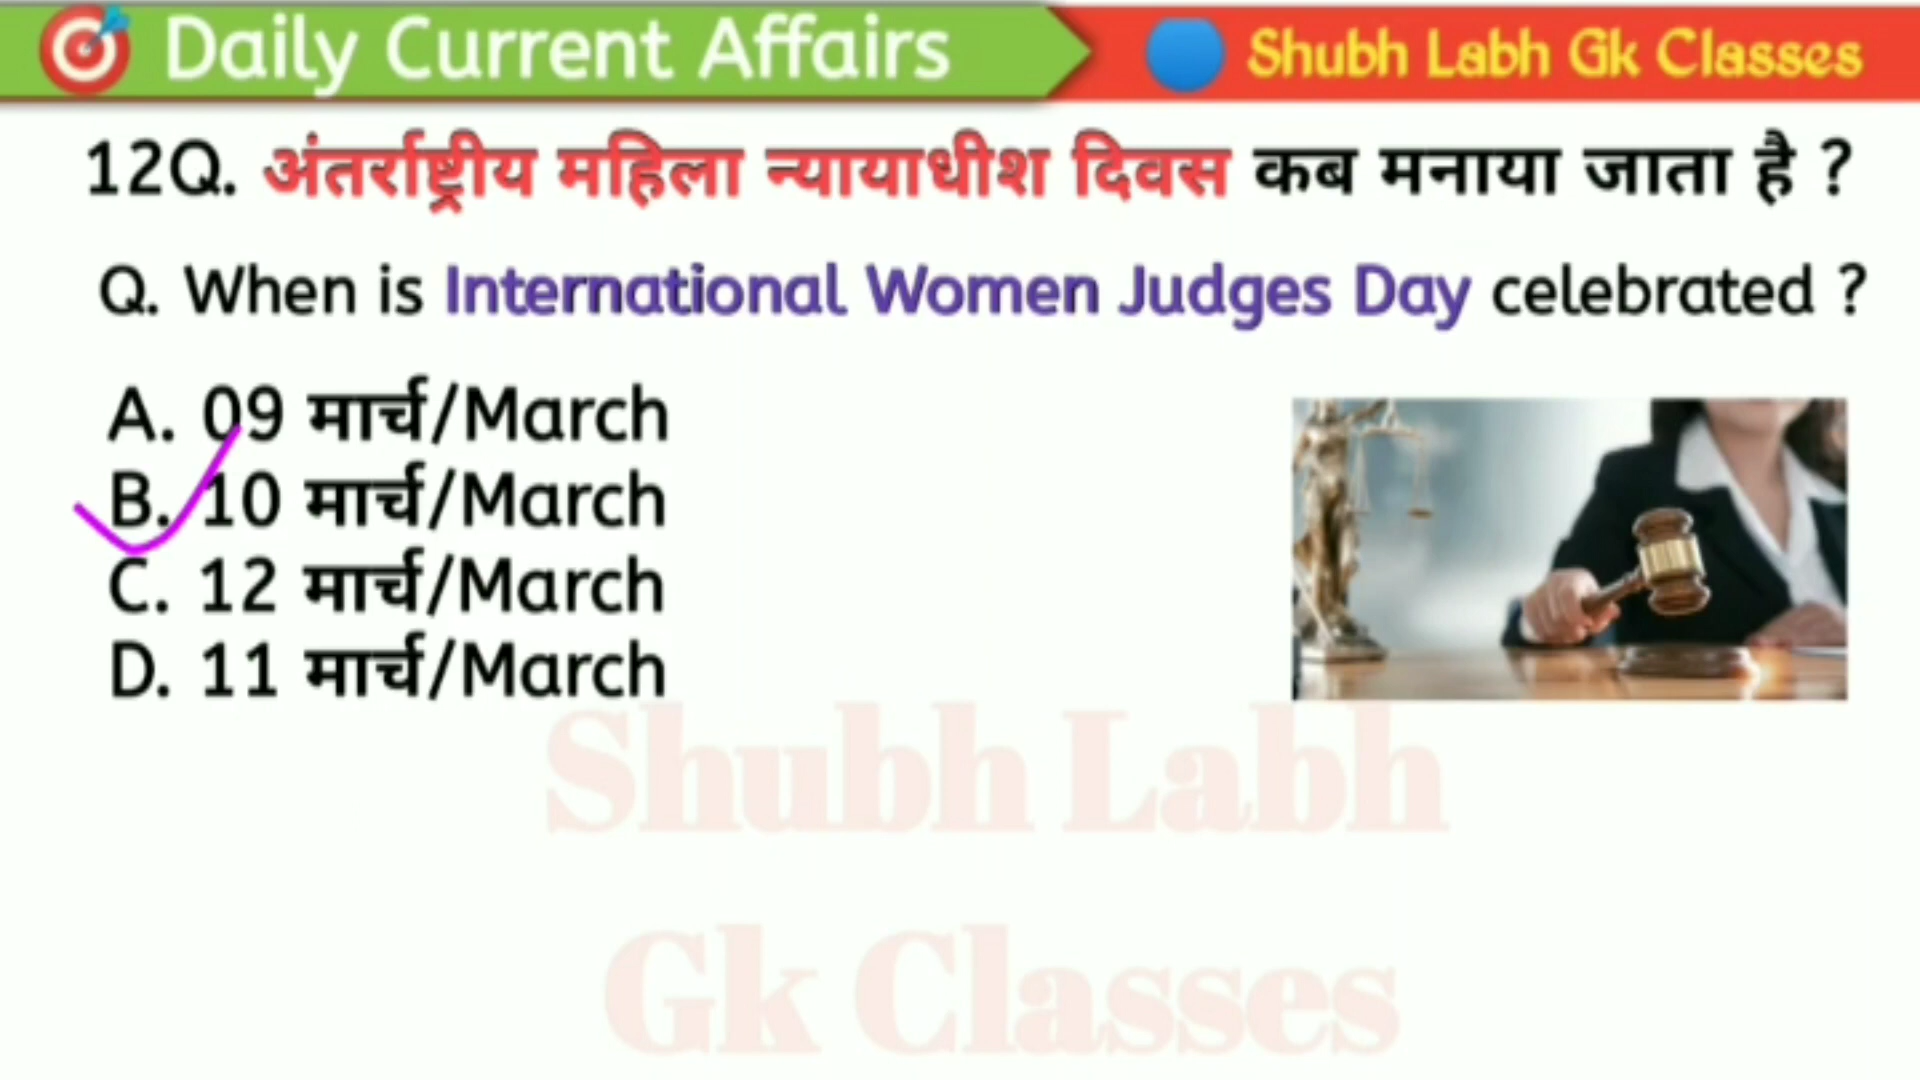 Daily Current Affairs
Shubh Labh Gk Classes
12Q. अंतर्राष्ट्रीय महिला न्यायाधीश दिवस कब मनाया जाता है ?
Q. When is International Women Judges Day celebrated ?
A. 09 मार्च/March
B. 10 मार्च/March
C. 12 मार्च/March
D. 11 मार्च/March
Shubh Labh
Gk Classes